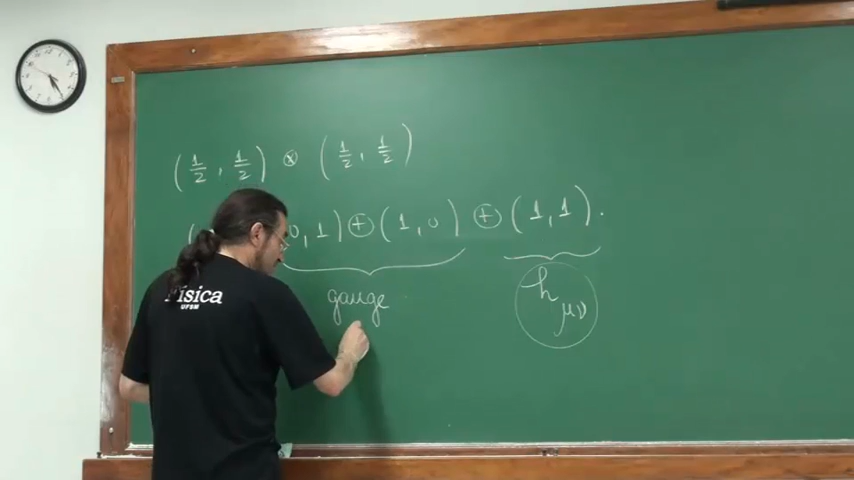 (1/2, 1/2) ⊗ (1/2, 1/2)
( 0, 1) ⊕ (1, 0) ⊕ (1, 1).
gauge
h_μν
Física
UFSM